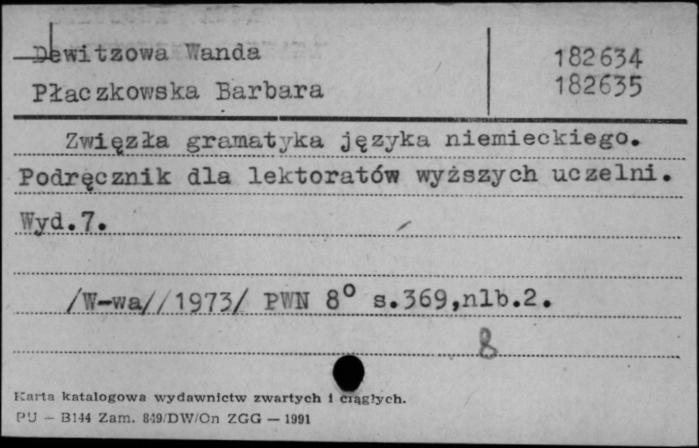 Dewitzowa Wanda 182634
Płaczkowska Barbara 182635
Zwięzła gramatyka języka niemieckiego.
Podręcznik dla lektoratów wyższych uczelni.
Wyd.7.
/W-wa//1973/ PWN 8° s.369,nlb.2.
8
Karta katalogowa wydawnictw zwartych i ciągłych.
PU — B144 Zam. 849/DW/On ZGG — 1991